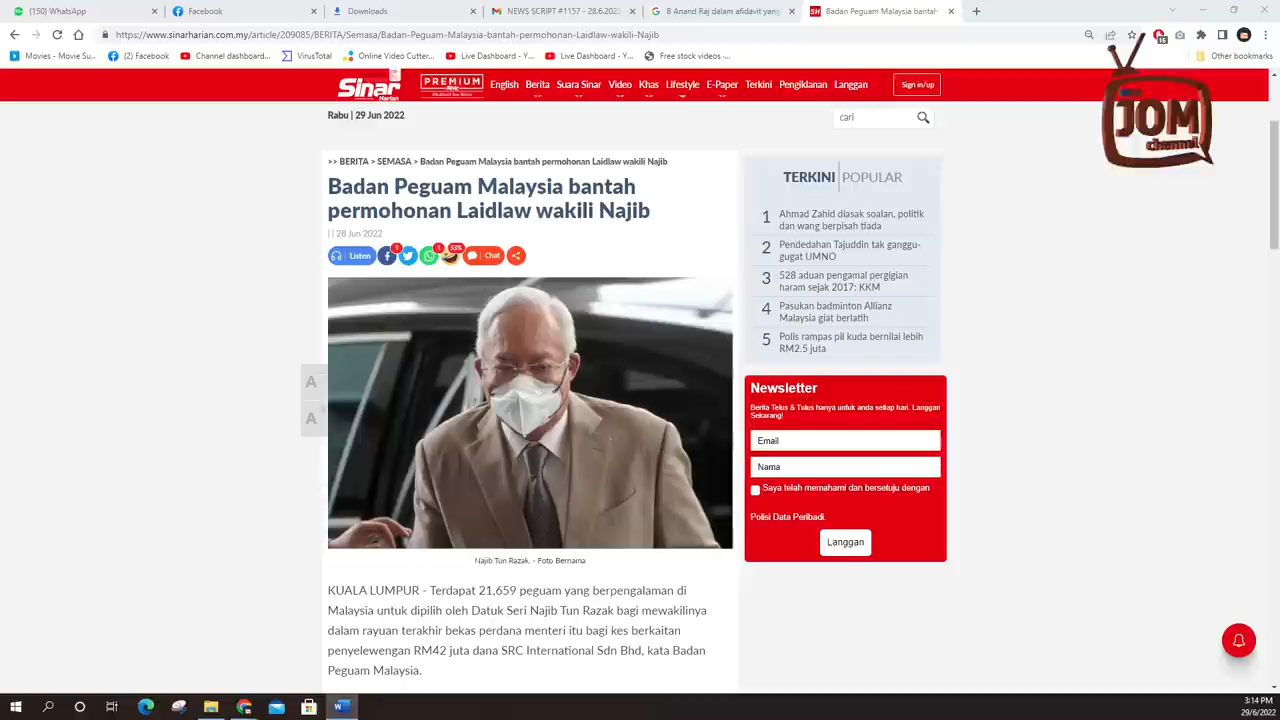 (150) WhatsApp
Facebook
Downloads
NEWS SCRIPT #1157 - 28.6.2022
B Anand Raj dalam afidavit yang
Badan Peguam Malaysia bantah
https://www.sinarharian.com.my/article/209085/BERITA/Semasa/Badan-Peguam-Malaysia-bantah-permohonan-Laidlaw-wakili-Najib
Movies - Movie Su...
(2) Facebook
Channel dashboard...
VirusTotal
Online Video Cutter...
Live Dashboard - Y...
Live Dashboard - Y...
Free stock videos -...
Other bookmarks
Sinar
Harian
PREMIUM
English Berita Suara Sinar Video Khas Lifestyle E-Paper Terkini Pengiklanan Langgan
Sign in/up
Rabu | 29 Jun 2022
cari
JOM
channel
>> BERITA > SEMASA > Badan Peguam Malaysia bantah permohonan Laidlaw wakili Najib
Badan Peguam Malaysia bantah
permohonan Laidlaw wakili Najib
| | 28 Jun 2022
Listen
1
1
53%
Chat
A
A
TERKINI POPULAR
1 Ahmad Zahid diasak soalan, politik
dan wang berpisah tiada
2 Pendedahan Tajuddin tak ganggu-
gugat UMNO
3 528 aduan pengamal pergigian
haram sejak 2017: KKM
4 Pasukan badminton Allianz
Malaysia giat berlatih
5 Polis rampas pil kuda bernilai lebih
RM2.5 juta
Newsletter
Berita Telus & Tulus hanya untuk anda setiap hari. Langgan
Sekarang!
Email
Nama
Saya telah memahami dan bersetuju dengan
Polisi Data Peribadi.
Langgan
Najib Tun Razak. - Foto Bernama
KUALA LUMPUR - Terdapat 21,659 peguam yang berpengalaman di
Malaysia untuk dipilih oleh Datuk Seri Najib Tun Razak bagi mewakilinya
dalam rayuan terakhir bekas perdana menteri itu bagi kes berkaitan
penyelewengan RM42 juta dana SRC International Sdn Bhd, kata Badan
Peguam Malaysia.
3:14 PM
29/6/2022